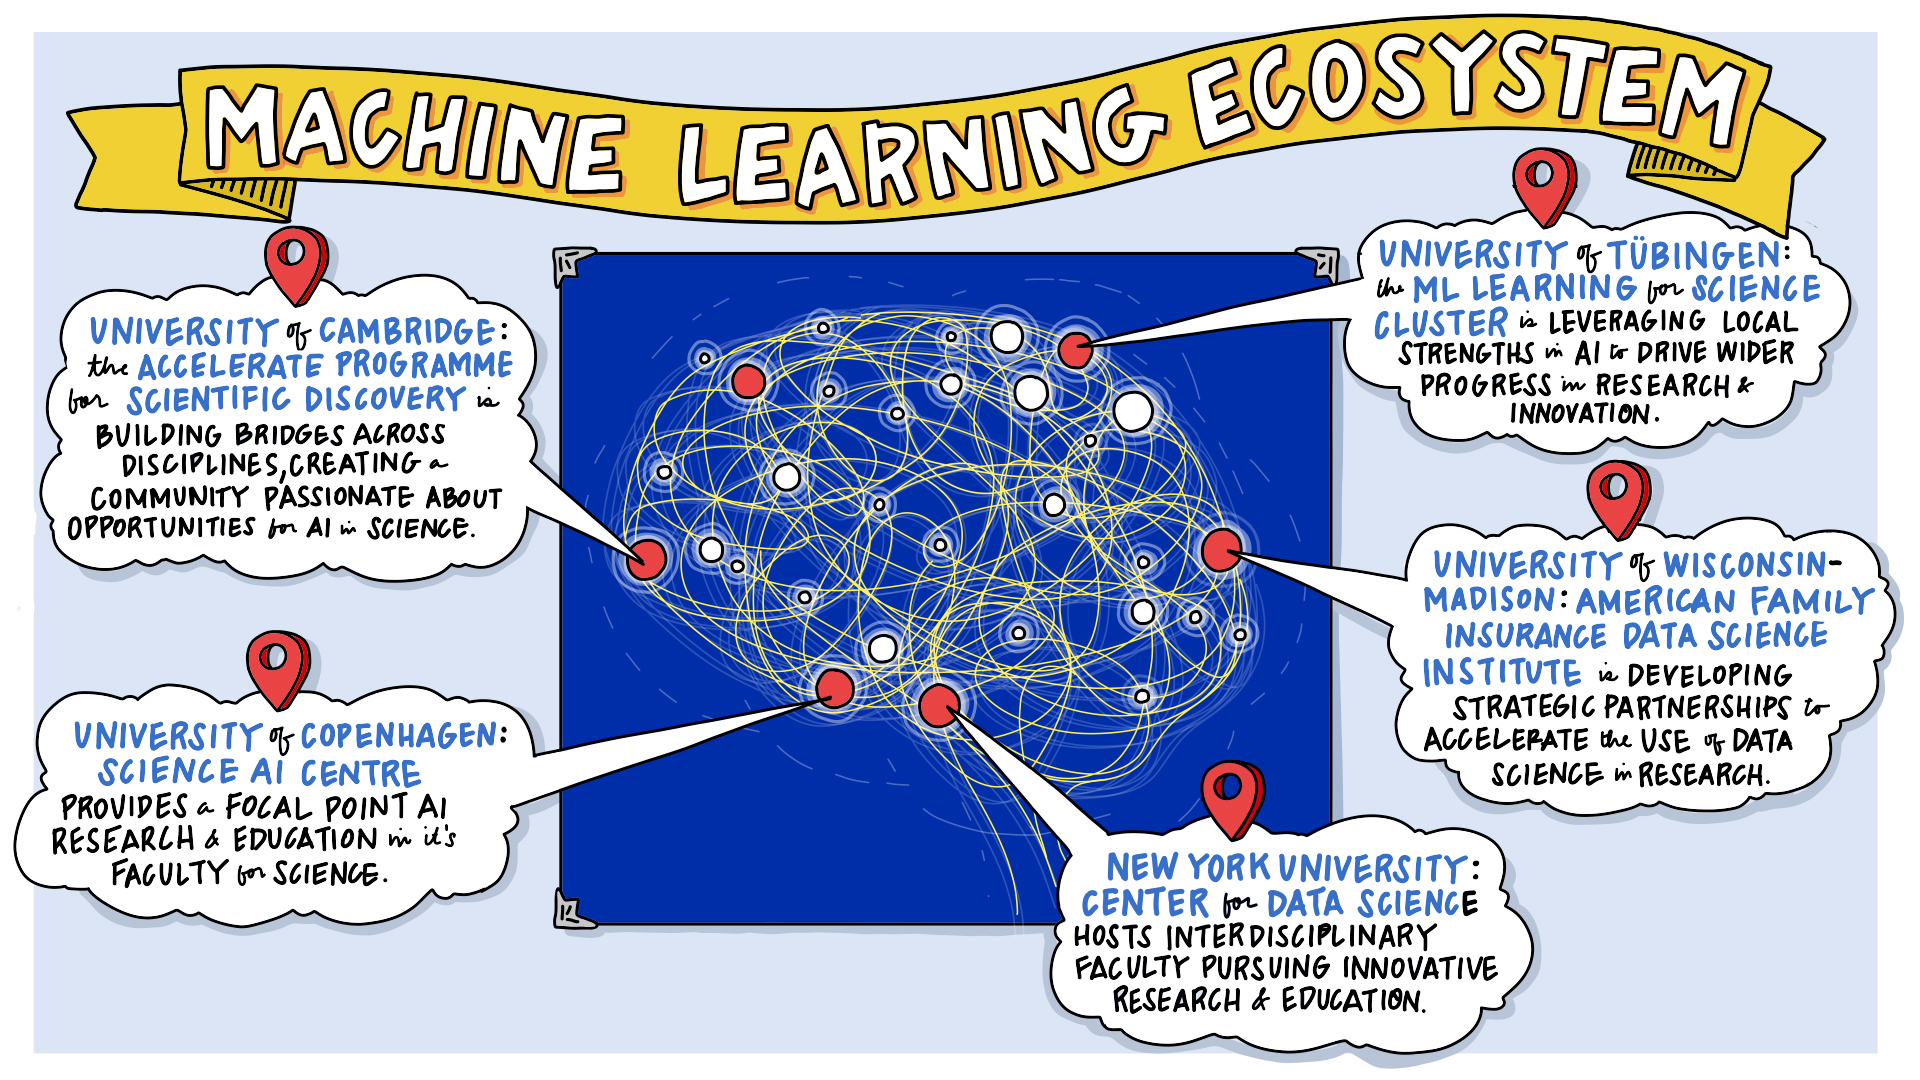 MACHINE LEARNING ECOSYSTEM
UNIVERSITY of CAMBRIDGE:
the ACCELERATE PROGRAMME
for SCIENTIFIC DISCOVERY is
BUILDING BRIDGES ACROSS
DISCIPLINES, CREATING a
COMMUNITY PASSIONATE ABOUT
OPPORTUNITIES for AI in SCIENCE.
UNIVERSITY of COPENHAGEN:
SCIENCE AI CENTRE
PROVIDES a FOCAL POINT AI
RESEARCH & EDUCATION in it's
FACULTY for SCIENCE.
UNIVERSITY of TÜBINGEN:
the ML LEARNING for SCIENCE
CLUSTER is LEVERAGING LOCAL
STRENGTHS in AI to DRIVE WIDER
PROGRESS in RESEARCH &
INNOVATION.
UNIVERSITY of WISCONSIN-
MADISON: AMERICAN FAMILY
INSURANCE DATA SCIENCE
INSTITUTE is DEVELOPING
STRATEGIC PARTNERSHIPS to
ACCELERATE the USE of DATA
SCIENCE in RESEARCH.
NEW YORK UNIVERSITY:
CENTER for DATA SCIENCE
HOSTS INTERDISCIPLINARY
FACULTY PURSUING INNOVATIVE
RESEARCH & EDUCATION.